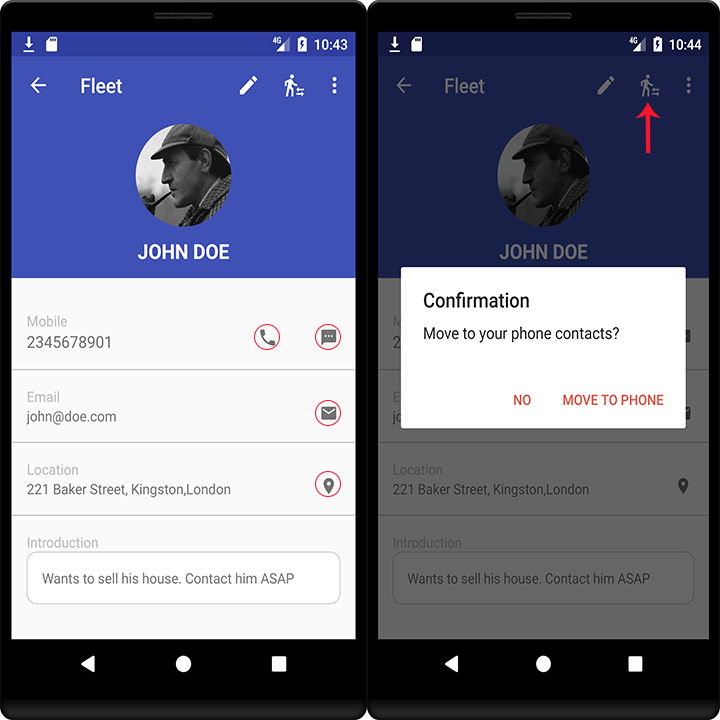 4G 10:43
Fleet
JOHN DOE
Mobile
2345678901
Email
john@doe.com
Location
221 Baker Street, Kingston,London
Introduction
Wants to sell his house. Contact him ASAP
4G 10:44
Fleet
JOHN DOE
Confirmation
Move to your phone contacts?
NO MOVE TO PHONE
Location
221 Baker Street, Kingston,London
Introduction
Wants to sell his house. Contact him ASAP